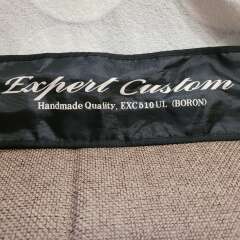 Expert Custom
Handmade Quality, EXC510UL (BORON)